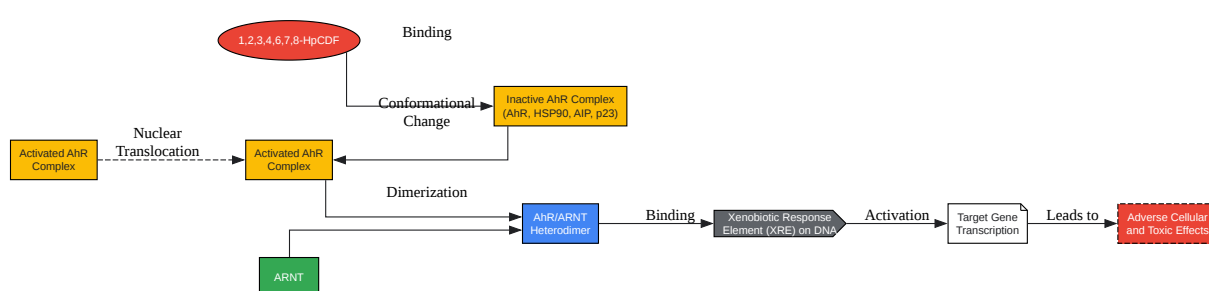 Binding
1,2,3,4,6,7,8-HpCDF
Inactive AhR Complex
(AhR, HSP90, AIP, p23)
Conformational
Change
Nuclear
Translocation
Activated AhR
Complex
Activated AhR
Complex
Dimerization
AhR/ARNT
Heterodimer
Binding
Xenobiotic Response
Element (XRE) on DNA
Activation
Target Gene
Transcription
Leads to
Adverse Cellular
and Toxic Effects
ARNT